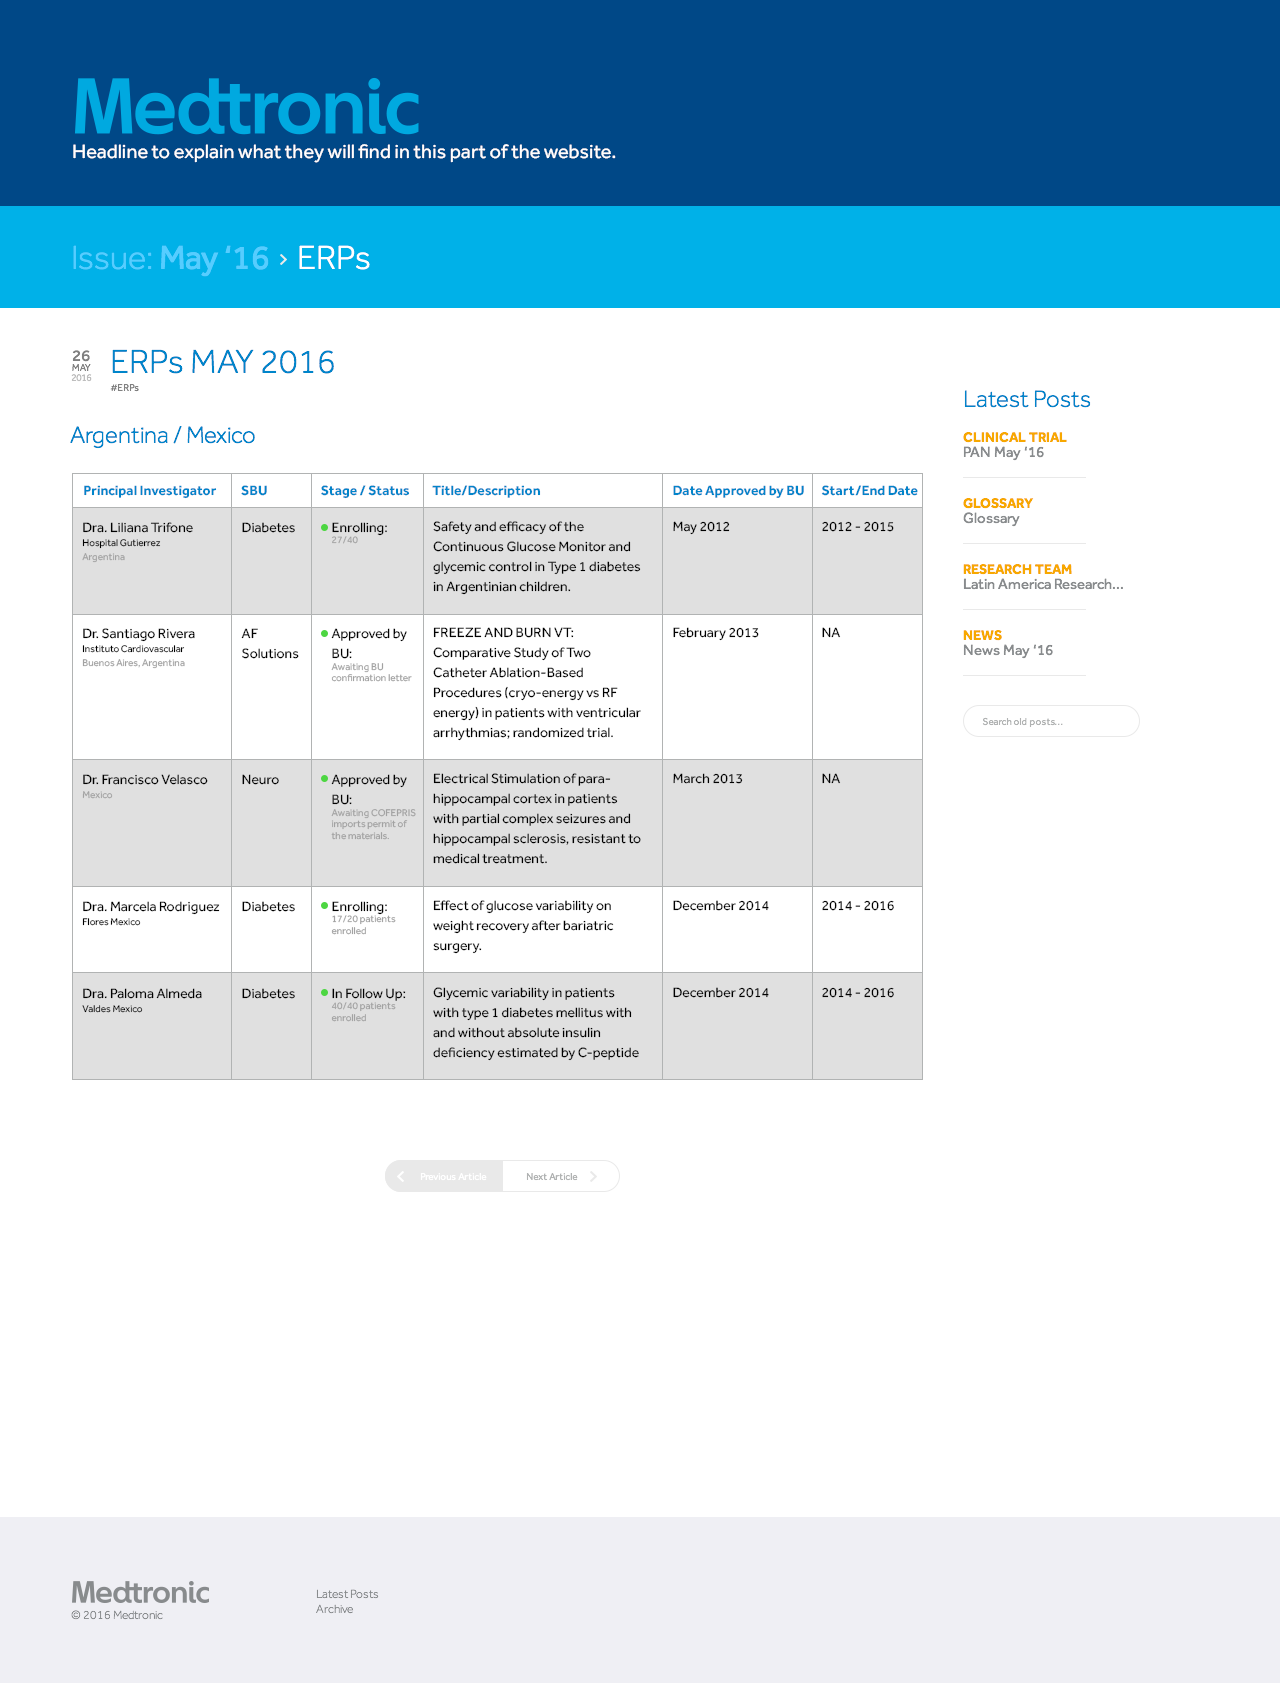 Medtronic
Headline to explain what they will find in this part of the website.
Issue: May ‘16 › ERPs
26
MAY
2016
ERPs MAY 2016
#ERPs
Argentina / Mexico
Principal Investigator SBU Stage / Status Title/Description Date Approved by BU Start/End Date
Dra. Liliana Trifone
Hospital Gutierrez
Argentina
Diabetes
Enrolling:
27/40
Safety and efficacy of the
Continuous Glucose Monitor and
glycemic control in Type 1 diabetes
in Argentinian children.
May 2012
2012 - 2015
Dr. Santiago Rivera
Instituto Cardiovascular
Buenos Aires, Argentina
AF
Solutions
Approved by
BU:
Awaiting BU
confirmation letter
FREEZE AND BURN VT:
Comparative Study of Two
Catheter Ablation-Based
Procedures (cryo-energy vs RF
energy) in patients with ventricular
arrhythmias; randomized trial.
February 2013
NA
Dr. Francisco Velasco
Mexico
Neuro
Approved by
BU:
Awaiting COFEPRIS
imports permit of
the materials.
Electrical Stimulation of para-
hippocampal cortex in patients
with partial complex seizures and
hippocampal sclerosis, resistant to
medical treatment.
March 2013
NA
Dra. Marcela Rodriguez
Flores Mexico
Diabetes
Enrolling:
17/20 patients
enrolled
Effect of glucose variability on
weight recovery after bariatric
surgery.
December 2014
2014 - 2016
Dra. Paloma Almeda
Valdes Mexico
Diabetes
In Follow Up:
40/40 patients
enrolled
Glycemic variability in patients
with type 1 diabetes mellitus with
and without absolute insulin
deficiency estimated by C-peptide
December 2014
2014 - 2016
Latest Posts
CLINICAL TRIAL
PAN May ‘16
GLOSSARY
Glossary
RESEARCH TEAM
Latin America Research...
NEWS
News May ‘16
Search old posts...
Previous Article
Next Article
Medtronic
© 2016 Medtronic
Latest Posts
Archive